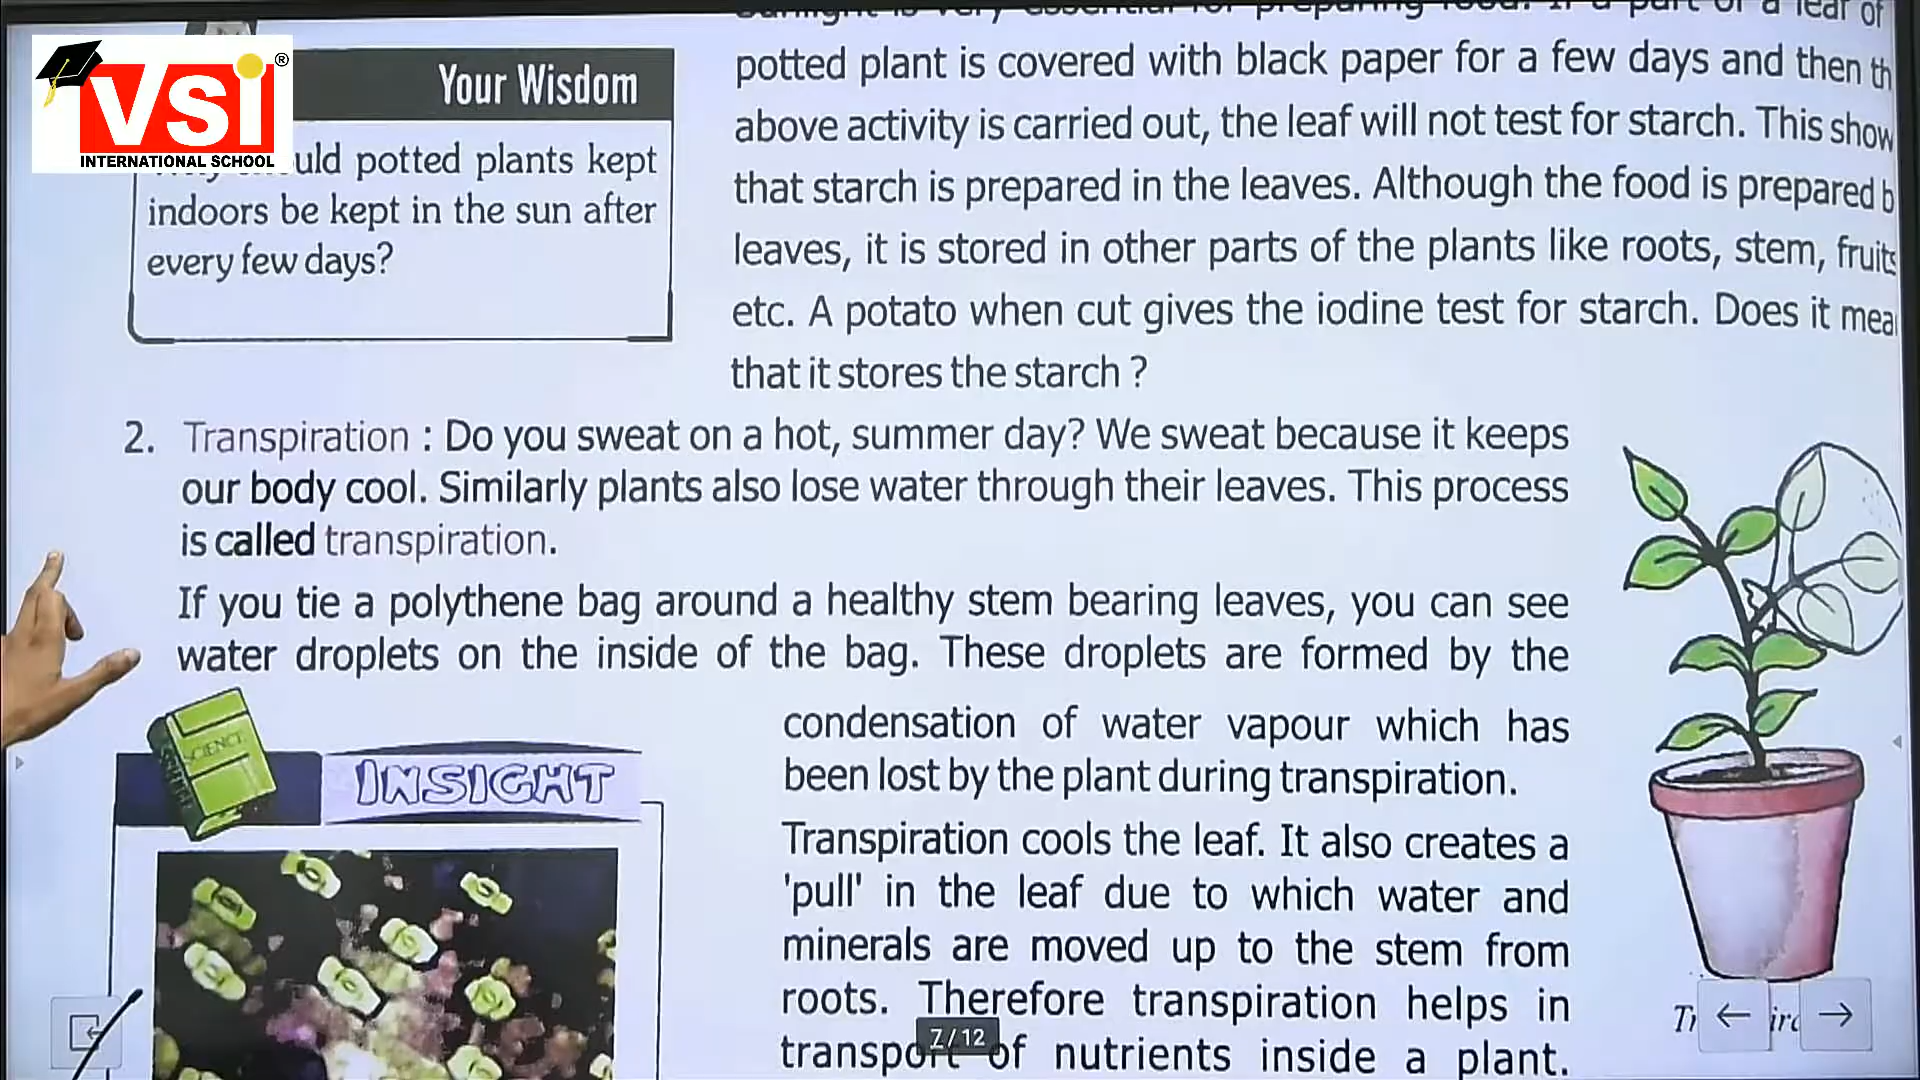 VSI ®
INTERNATIONAL SCHOOL
Your Wisdom
uld potted plants kept
indoors be kept in the sun after
every few days?
potted plant is covered with black paper for a few days and then th
above activity is carried out, the leaf will not test for starch. This show
that starch is prepared in the leaves. Although the food is prepared b
leaves, it is stored in other parts of the plants like roots, stem, fruits
etc. A potato when cut gives the iodine test for starch. Does it mea
that it stores the starch ?
2. Transpiration : Do you sweat on a hot, summer day? We sweat because it keeps
our body cool. Similarly plants also lose water through their leaves. This process
is called transpiration.
If you tie a polythene bag around a healthy stem bearing leaves, you can see
water droplets on the inside of the bag. These droplets are formed by the
condensation of water vapour which has
been lost by the plant during transpiration.
Transpiration cools the leaf. It also creates a
'pull' in the leaf due to which water and
minerals are moved up to the stem from
roots. Therefore transpiration helps in
transport of nutrients inside a plant.
SCIENCE
INSIGHT
7/12